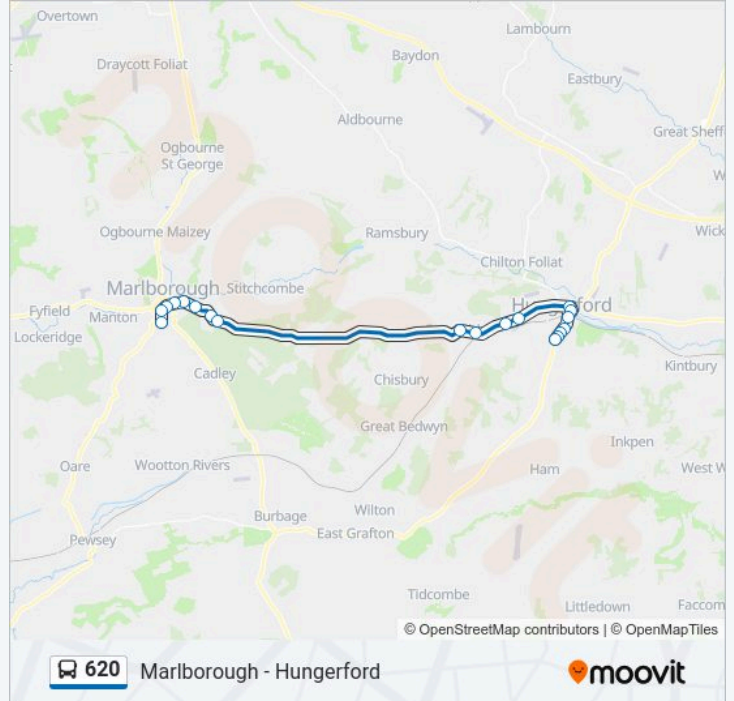 Overtown
Lambourn
Baydon
Draycott Foliat
Eastbury
Aldbourne
Great Sheff
Ogbourne
St George
W
Ogbourne Maizey
Ramsbury
Wick
Chilton Foliat
Marlborough
Stitchcombe
Hungerford
Fyfield
Manton
Lockeridge
Kintbury
Cadley
Chisbury
Great Bedwyn
Inkpen
Oare
Wootton Rivers
Ham
West W
Wilton
Burbage
East Grafton
Pewsey
Tidcombe
Littledown
Faccom
© OpenStreetMap contributors | © OpenMapTiles
620 Marlborough - Hungerford
moovit